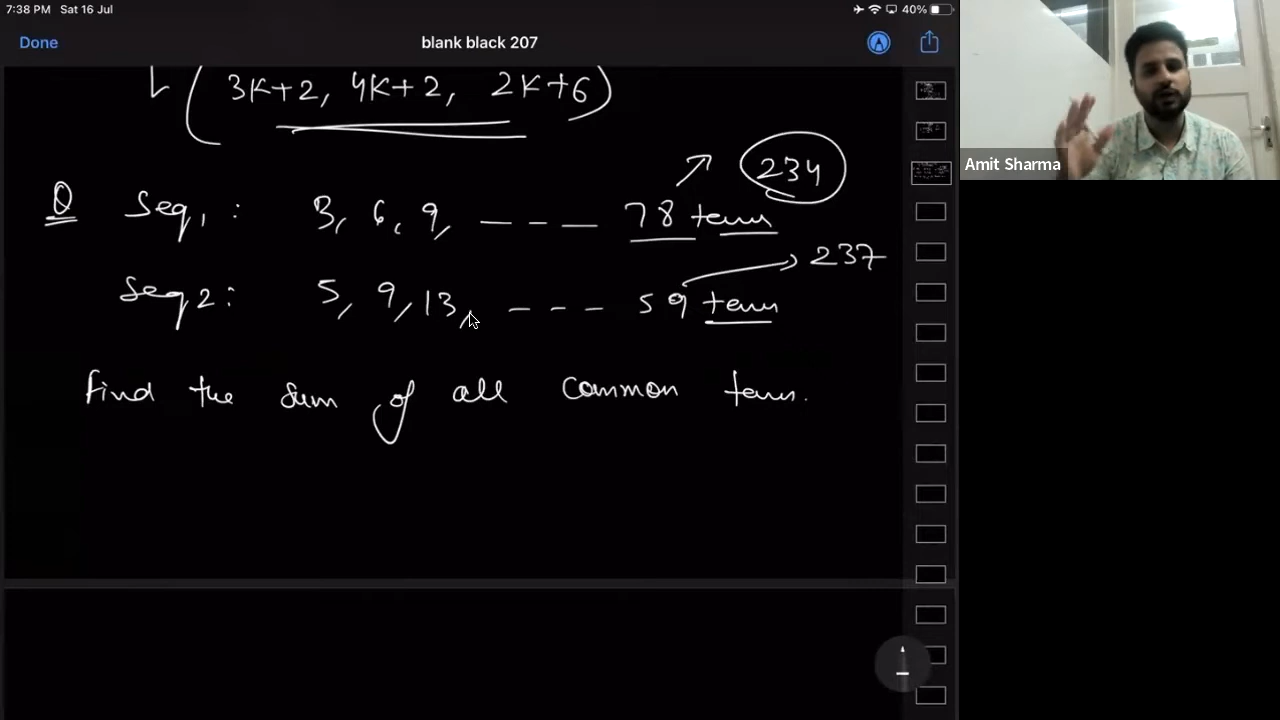 7:38 PM Sat 16 Jul 40%
Done blank black 207
(3K+2, 4K+2, 2K+6)
Amit Sharma
234
Q Seq1 : 3, 6, 9, --- 78 term
237
Seq2 : 5, 9, 13, --- 59 term
Find the sum of all common term.